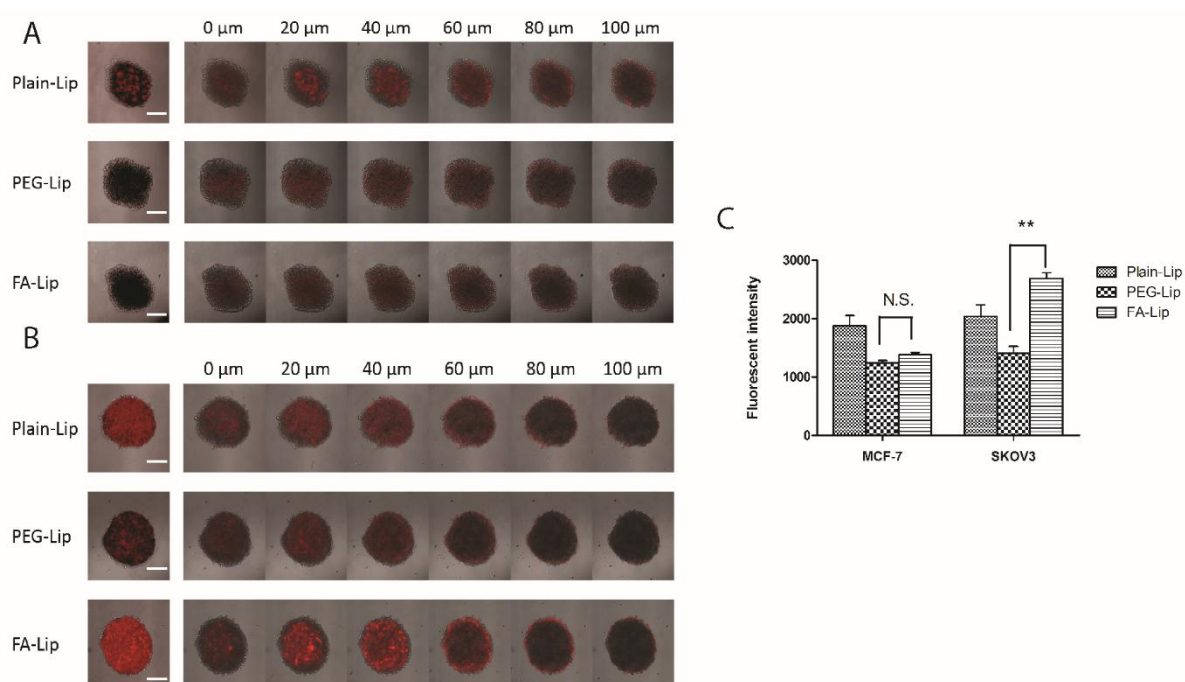 A
0 μm 20 μm 40 μm 60 μm 80 μm 100 μm
Plain-Lip
PEG-Lip
FA-Lip
B
0 μm 20 μm 40 μm 60 μm 80 μm 100 μm
Plain-Lip
PEG-Lip
FA-Lip
C
Fluorescent intensity
3000
2000
1000
0
N.S.
**
MCF-7 SKOV3
Plain-Lip
PEG-Lip
FA-Lip